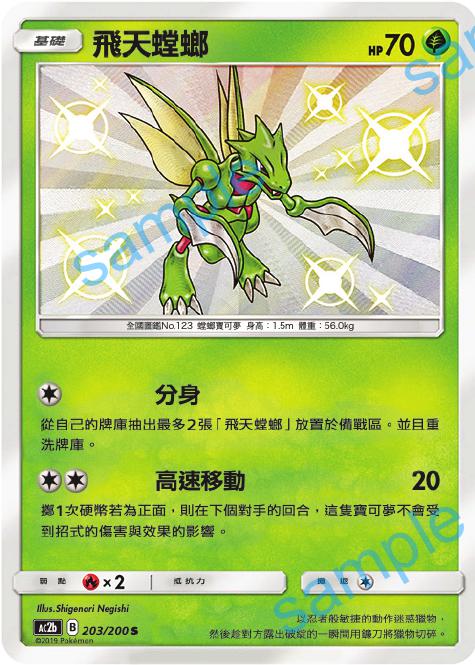 基礎 飛天螳螂 HP 70
sample
sample
全國圖鑑No.123 螳螂寶可夢 身高：1.5m 體重：56.0kg
分身
從自己的牌庫抽出最多2張「飛天螳螂」放置於備戰區。並且重
洗牌庫。
高速移動 20
擲1次硬幣若為正面，則在下個對手的回合，這隻寶可夢不會受
到招式的傷害與效果的影響。
sample
弱點 ×2 抵抗力 撤退
Illus.Shigenori Negishi
AC2b B 203/200 S
©2019 Pokémon
以忍者般敏捷的動作迷惑獵物，
然後趁對方露出破綻的一瞬間用鐮刀將獵物切碎。